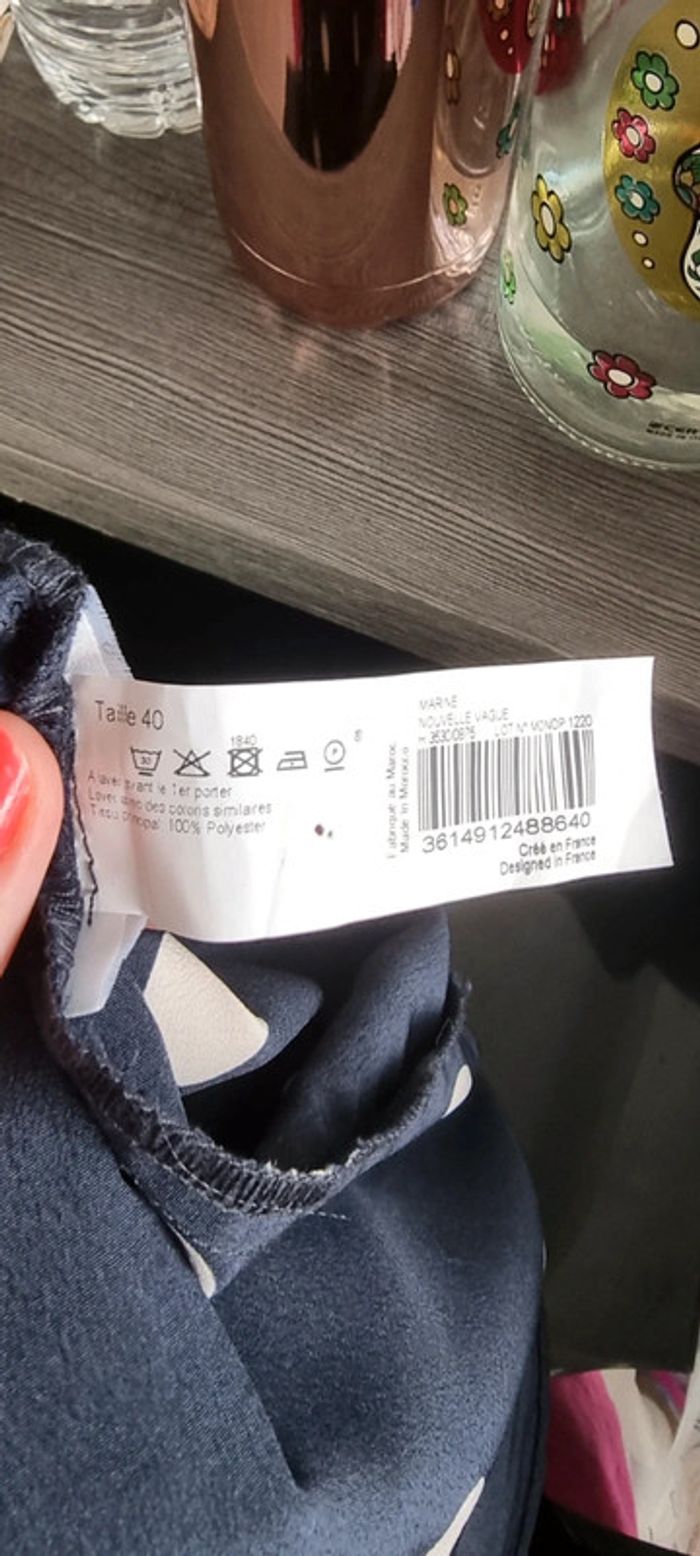 Taille 40
30
1840
05
A laver avant le 1er porter
Laver avec des coloris similaires
Tissu principal 100% Polyester
Fabriqué au Maroc
Made in Morocco
MARINE
NOUVELLE VAGUE
LOT N° MONOP 1220
3614912488640
Créé en France
Designed in France